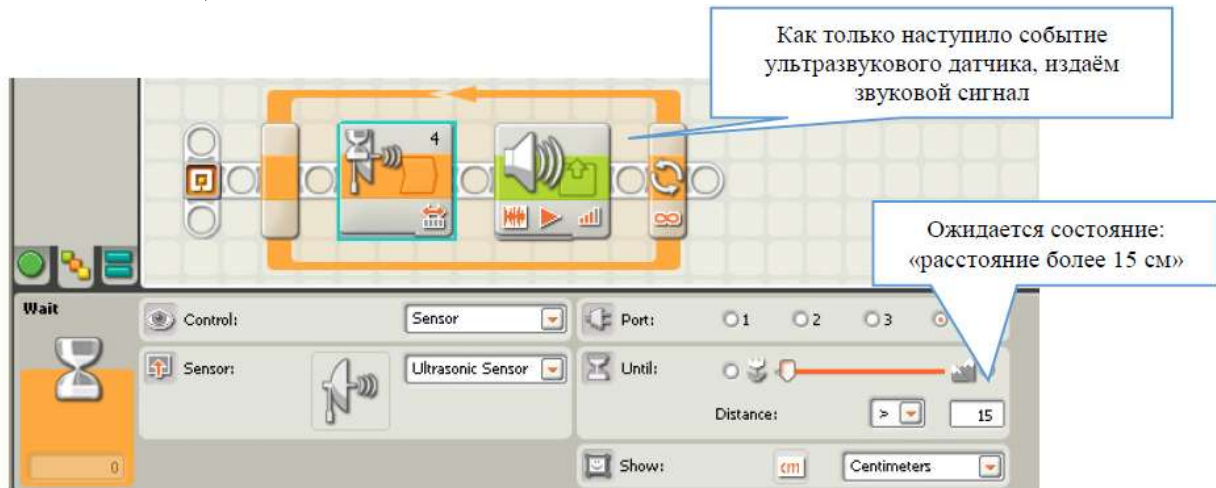 Как только наступило событие
ультразвукового датчика, издаём
звуковой сигнал
4
Ожидается состояние:
«расстояние более 15 см»
Wait
Control:
Sensor
Port:
1
2
3
Sensor:
Ultrasonic Sensor
Until:
Distance:
>
15
0
Show:
cm
Centimeters